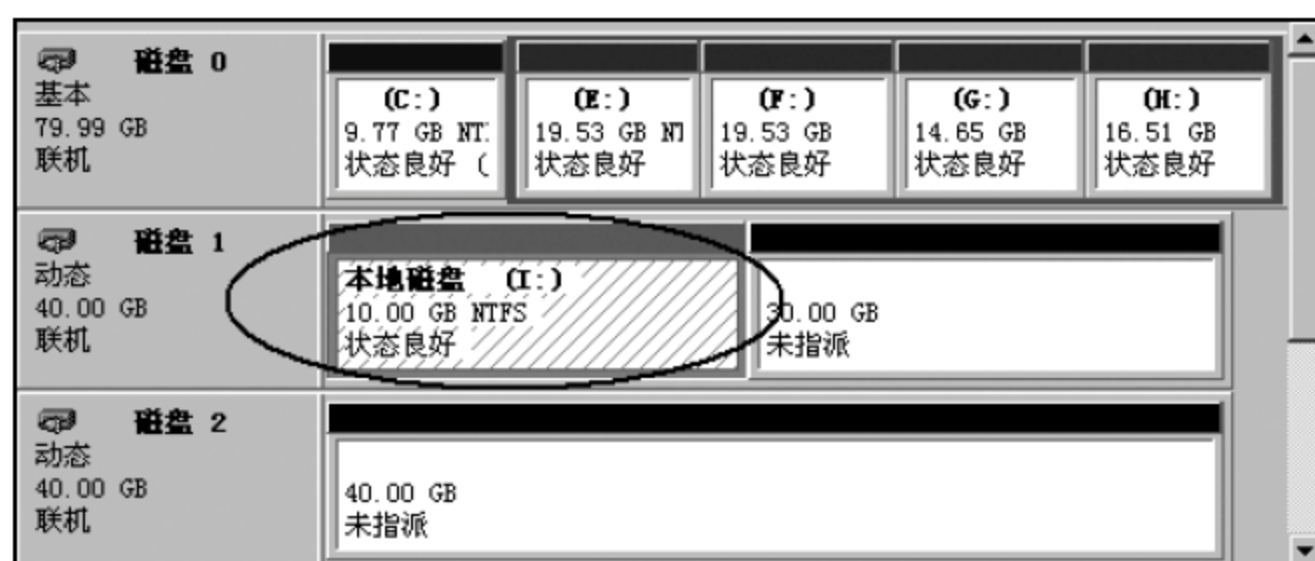 磁盘 0
基本
79.99 GB
联机
(C:)
9.77 GB NT
状态良好 (
(E:)
19.53 GB NT
状态良好
(F:)
19.53 GB
状态良好
(G:)
14.65 GB
状态良好
(H:)
16.51 GB
状态良好
磁盘 1
动态
40.00 GB
联机
本地磁盘 (I:)
10.00 GB NTFS
状态良好
30.00 GB
未指派
磁盘 2
动态
40.00 GB
联机
40.00 GB
未指派